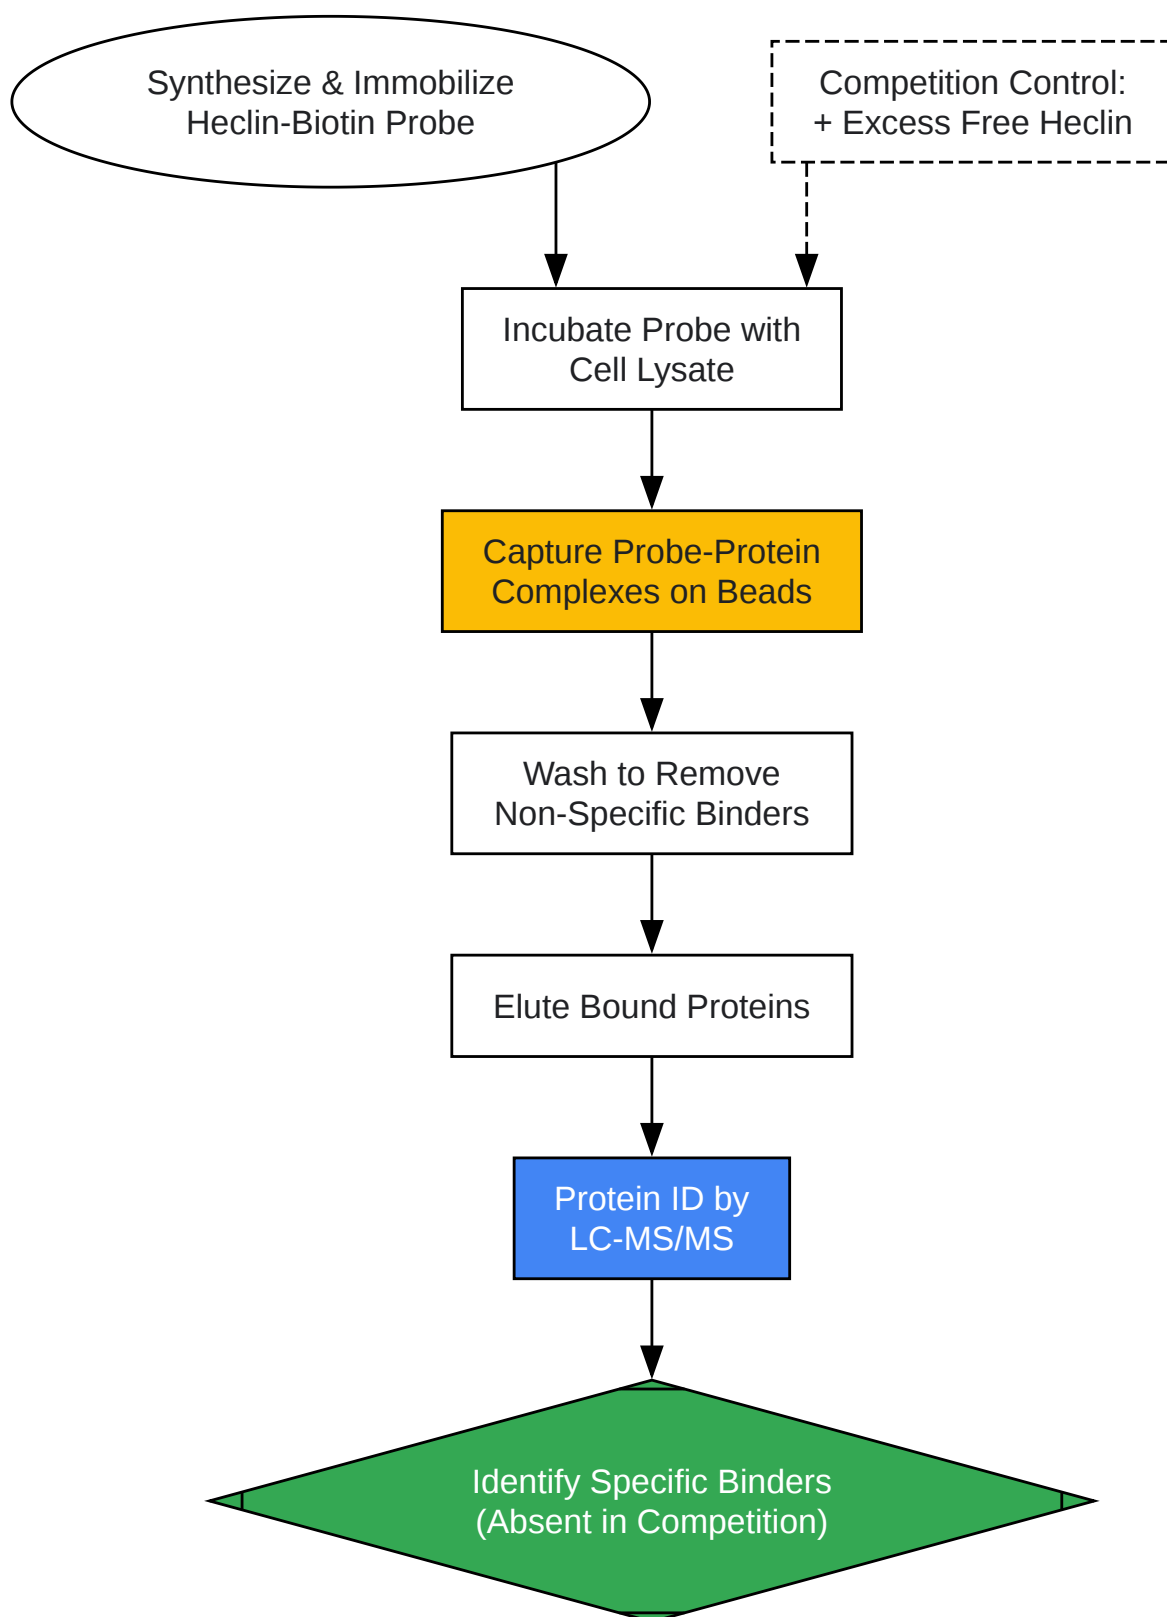 Synthesize & Immobilize
Heclin-Biotin Probe
Competition Control:
+ Excess Free Heclin
Incubate Probe with
Cell Lysate
Capture Probe-Protein
Complexes on Beads
Wash to Remove
Non-Specific Binders
Elute Bound Proteins
Protein ID by
LC-MS/MS
Identify Specific Binders
(Absent in Competition)